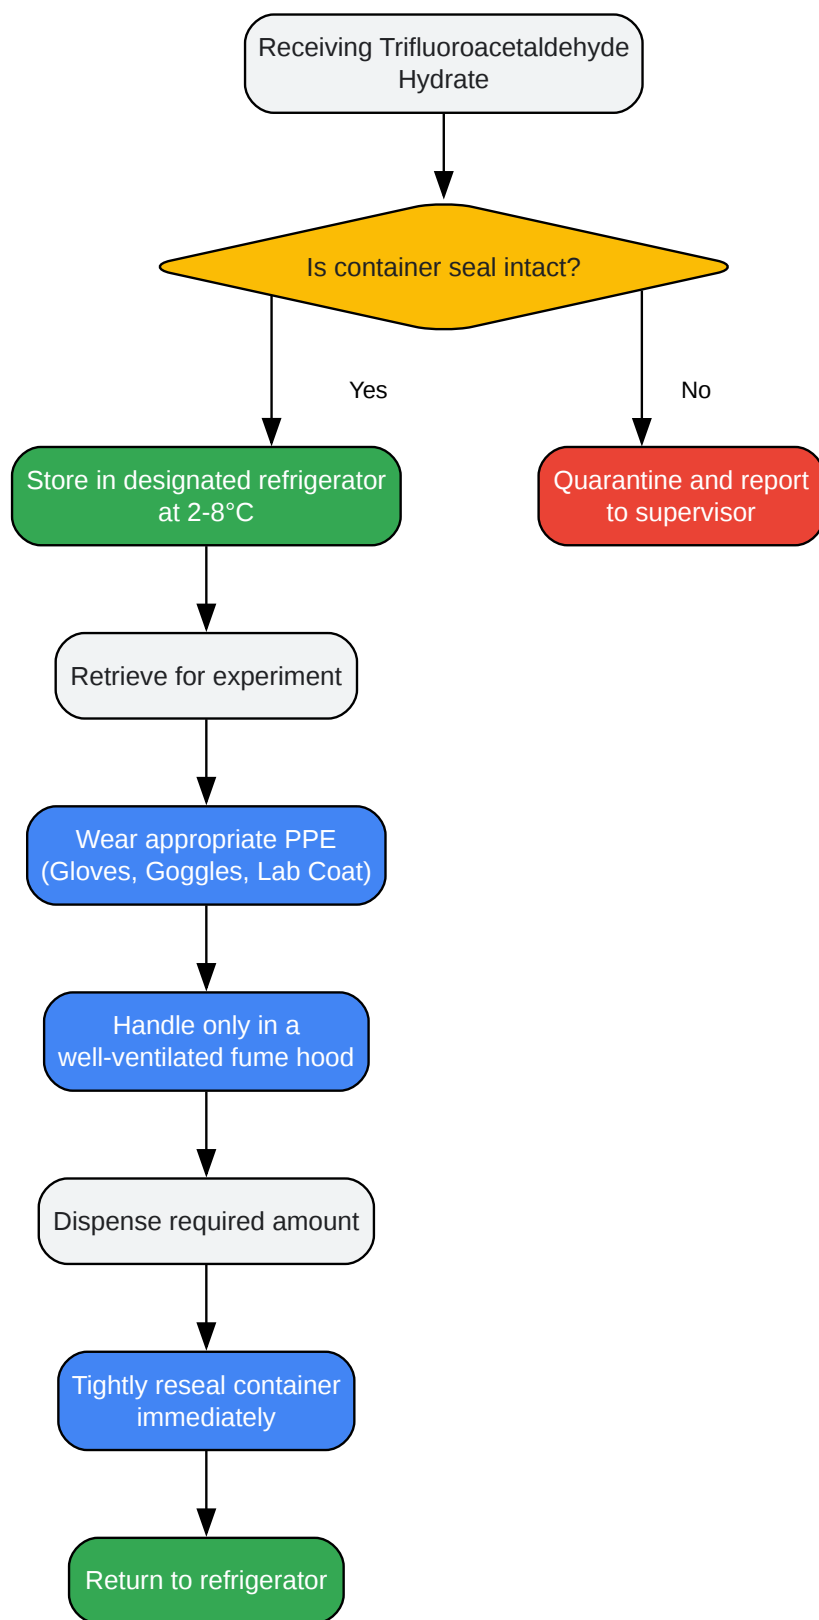 Receiving Trifluoroacetaldehyde
Hydrate
Is container seal intact?
Yes
No
Store in designated refrigerator
at 2-8°C
Quarantine and report
to supervisor
Retrieve for experiment
Wear appropriate PPE
(Gloves, Goggles, Lab Coat)
Handle only in a
well-ventilated fume hood
Dispense required amount
Tightly reseal container
immediately
Return to refrigerator